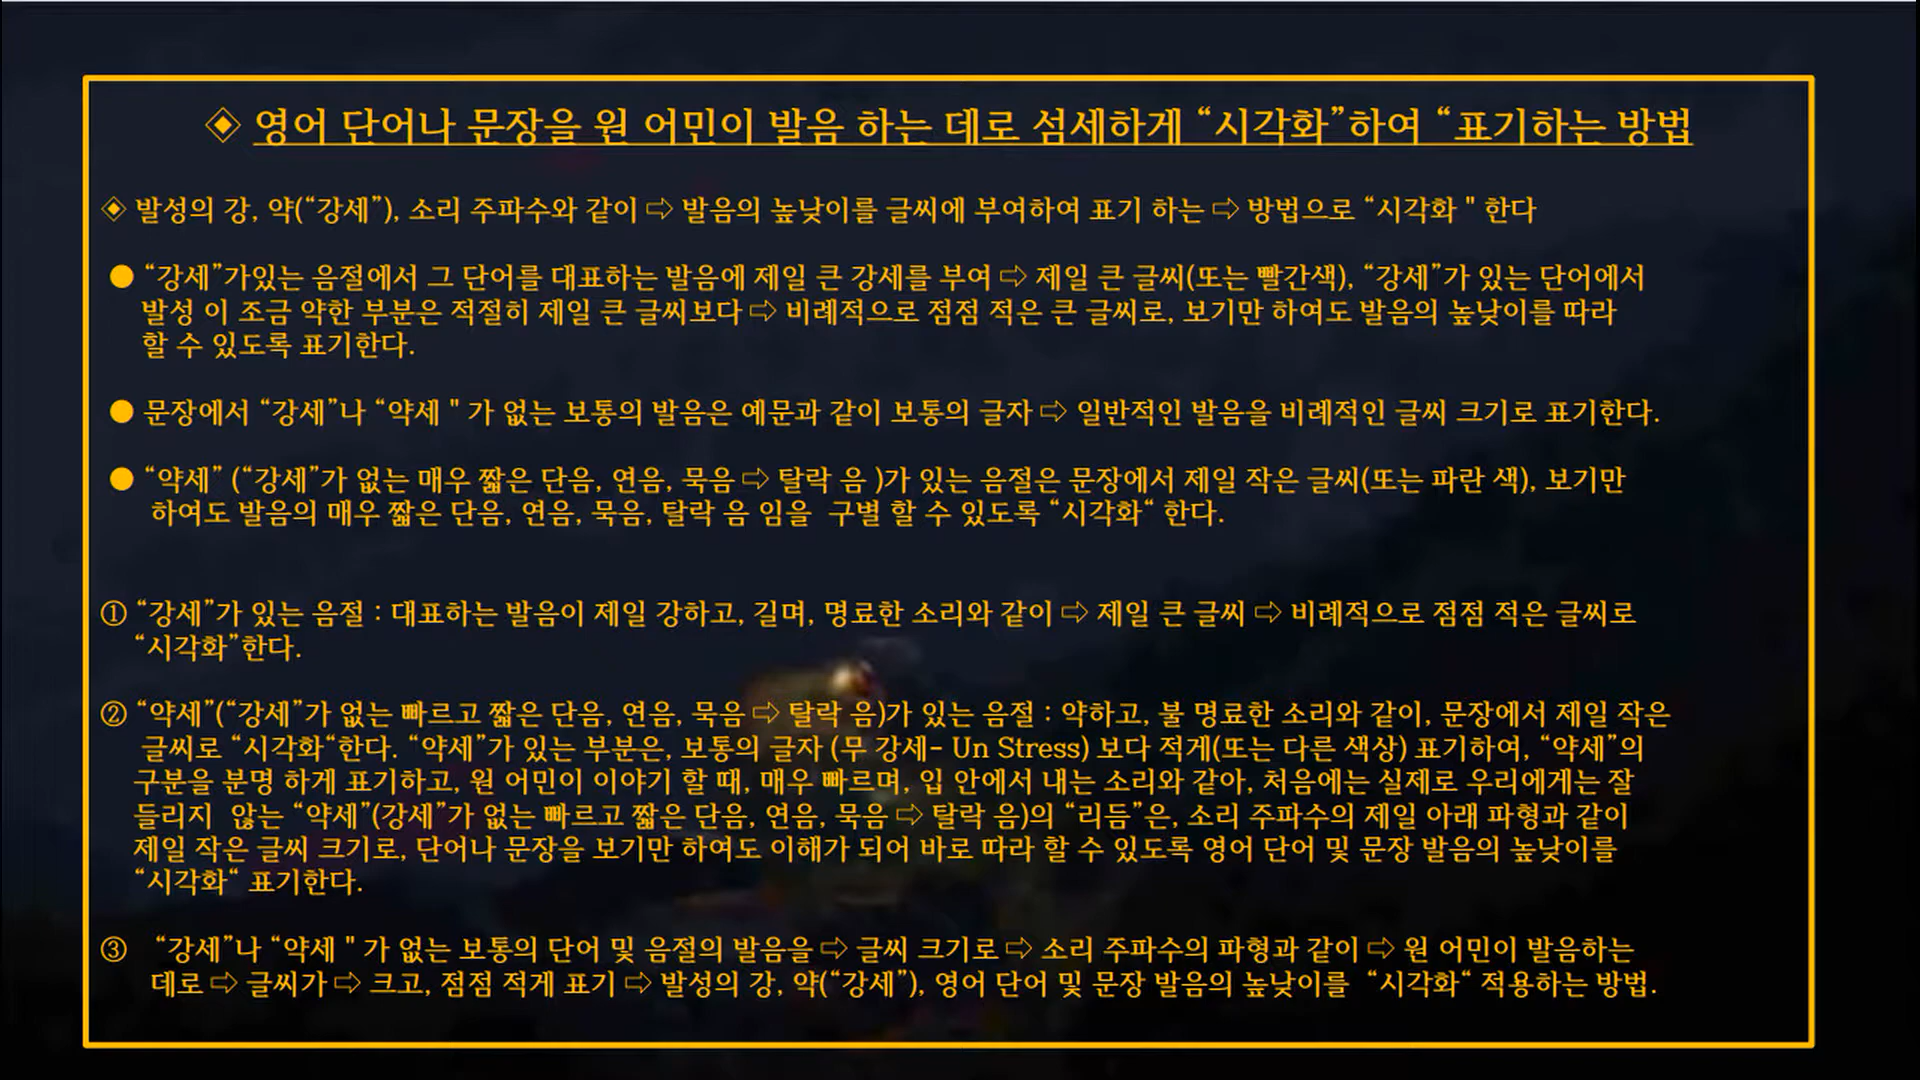 ◈ 영어 단어나 문장을 원 어민이 발음 하는 데로 섬세하게 “시각화”하여 “표기하는 방법
◈ 발성의 강, 약(“강세”), 소리 주파수와 같이 ⇨ 발음의 높낮이를 글씨에 부여하여 표기 하는 ⇨ 방법으로 “시각화 " 한다
● “강세”가있는 음절에서 그 단어를 대표하는 발음에 제일 큰 강세를 부여 ⇨ 제일 큰 글씨(또는 빨간색), “강세”가 있는 단어에서
발성 이 조금 약한 부분은 적절히 제일 큰 글씨보다 ⇨ 비례적으로 점점 적은 큰 글씨로, 보기만 하여도 발음의 높낮이를 따라
할 수 있도록 표기한다.
● 문장에서 “강세”나 “약세 " 가 없는 보통의 발음은 예문과 같이 보통의 글자 ⇨ 일반적인 발음을 비례적인 글씨 크기로 표기한다.
● “약세” (“강세”가 없는 매우 짧은 단음, 연음, 묵음 ⇨ 탈락 음 )가 있는 음절은 문장에서 제일 작은 글씨(또는 파란 색), 보기만
하여도 발음의 매우 짧은 단음, 연음, 묵음, 탈락 음 임을 구별 할 수 있도록 “시각화“ 한다.
① “강세”가 있는 음절 : 대표하는 발음이 제일 강하고, 길며, 명료한 소리와 같이 ⇨ 제일 큰 글씨 ⇨ 비례적으로 점점 적은 글씨로
“시각화”한다.
② “약세”(“강세”가 없는 빠르고 짧은 단음, 연음, 묵음 ⇨ 탈락 음)가 있는 음절 : 약하고, 불 명료한 소리와 같이, 문장에서 제일 작은
글씨로 “시각화“한다. “약세”가 있는 부분은, 보통의 글자 (무 강세- Un Stress) 보다 적게(또는 다른 색상) 표기하여, “약세”의
구분을 분명 하게 표기하고, 원 어민이 이야기 할 때, 매우 빠르며, 입 안에서 내는 소리와 같아, 처음에는 실제로 우리에게는 잘
들리지 않는 “약세”(강세”가 없는 빠르고 짧은 단음, 연음, 묵음 ⇨ 탈락 음)의 “리듬”은, 소리 주파수의 제일 아래 파형과 같이
제일 작은 글씨 크기로, 단어나 문장을 보기만 하여도 이해가 되어 바로 따라 할 수 있도록 영어 단어 및 문장 발음의 높낮이를
“시각화“ 표기한다.
③ “강세”나 “약세 " 가 없는 보통의 단어 및 음절의 발음을 ⇨ 글씨 크기로 ⇨ 소리 주파수의 파형과 같이 ⇨ 원 어민이 발음하는
데로 ⇨ 글씨가 ⇨ 크고, 점점 적게 표기 ⇨ 발성의 강, 약(“강세”), 영어 단어 및 문장 발음의 높낮이를 “시각화“ 적용하는 방법.